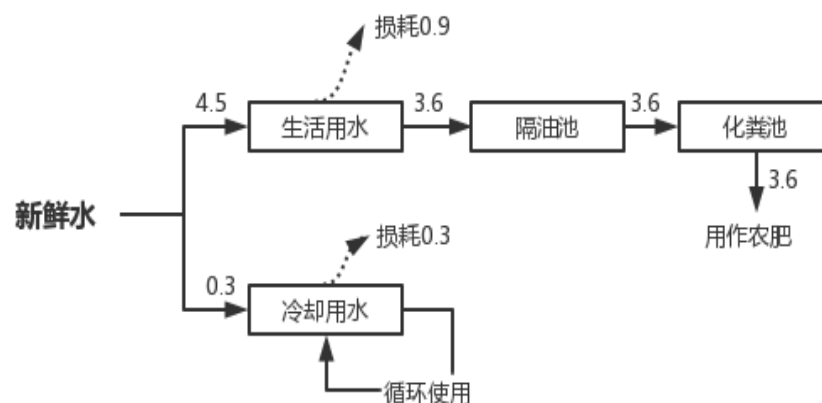 损耗0.9
4.5
生活用水
3.6
隔油池
3.6
化粪池
3.6
新鲜水
用作农肥
损耗0.3
0.3
冷却用水
循环使用